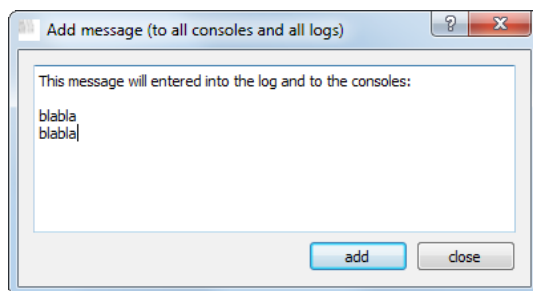 Add message (to all consoles and all logs)
?
This message will entered into the log and to the consoles:
blabla
blabla
add
close